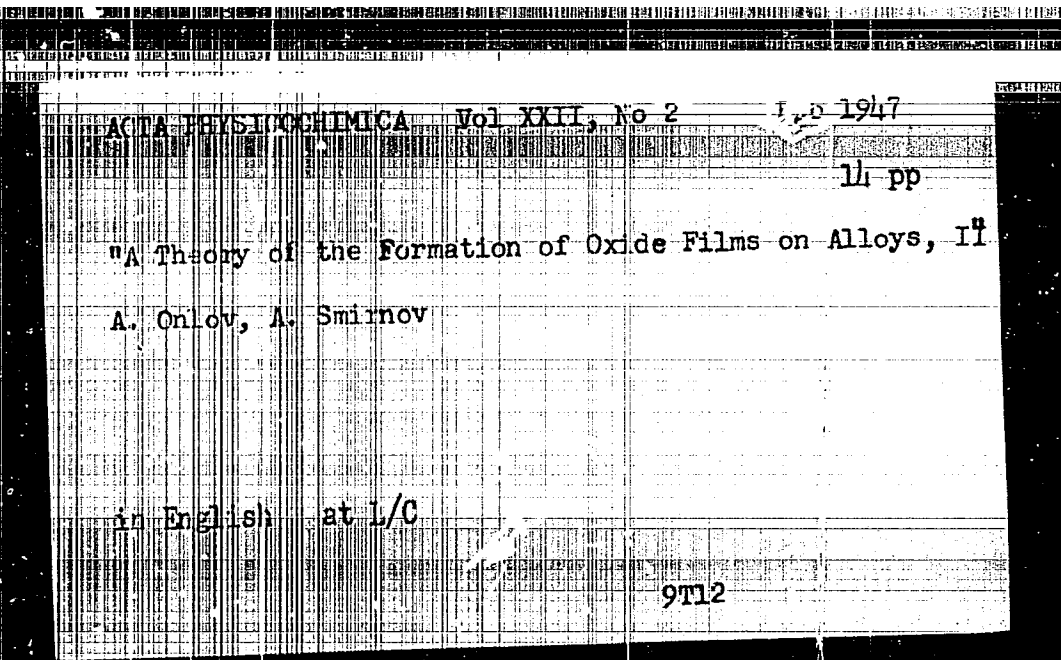 ACTA PHYSICOCHIMICA Vol XXII, No 2 1947
14 pp
"A Theory of the Formation of Oxide Films on Alloys, II"
A. Onlov, A. Smirnov
in English at L/C
9T12